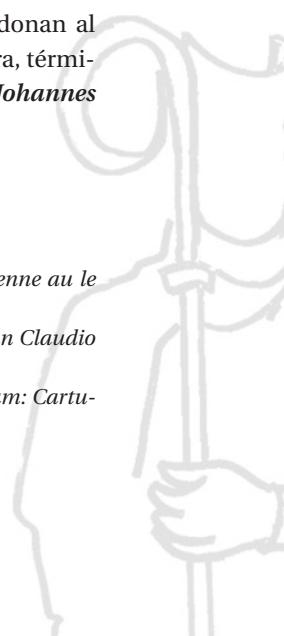 donan al
ra, térmi-
Johannes
enne au le
n Claudio
m: Cartu-